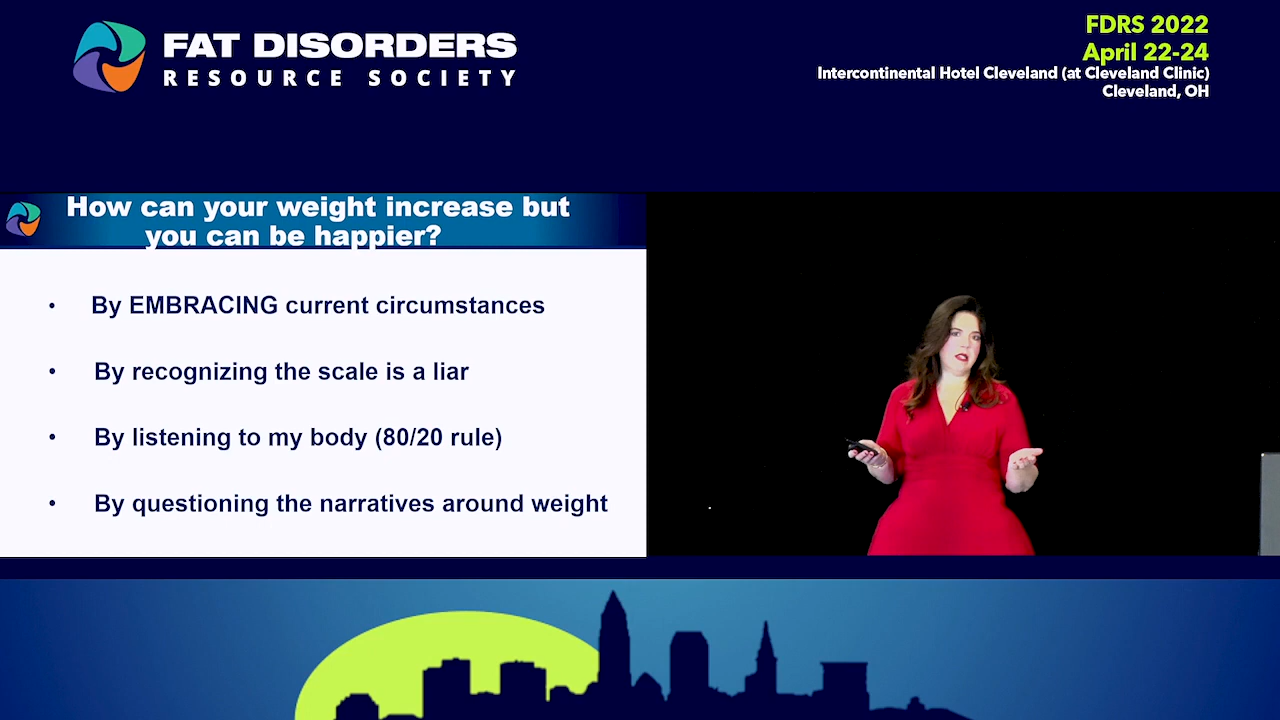 FAT DISORDERS
RESOURCE SOCIETY
FDRS 2022
April 22-24
Intercontinental Hotel Cleveland (at Cleveland Clinic)
Cleveland, OH
How can your weight increase but
you can be happier?
• By EMBRACING current circumstances
• By recognizing the scale is a liar
• By listening to my body (80/20 rule)
• By questioning the narratives around weight